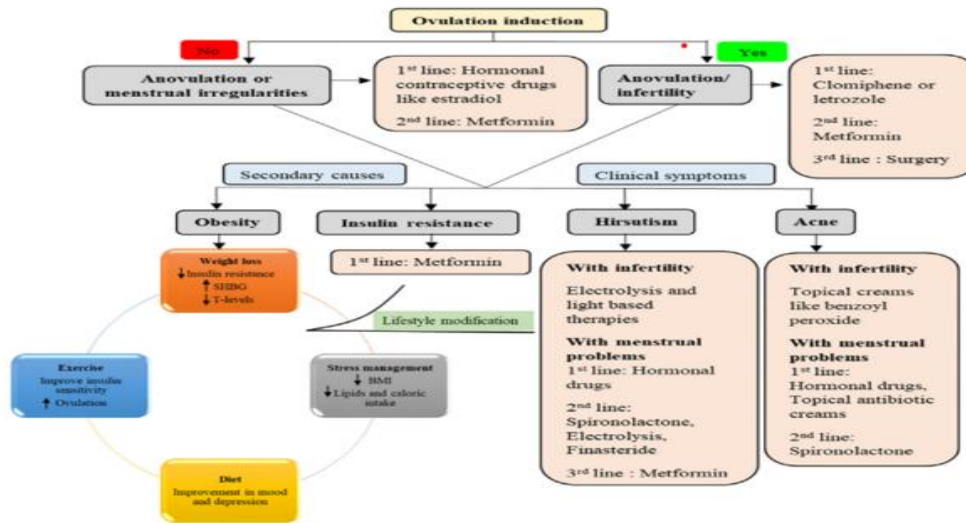 Ovulation induction
No
Yes
Anovulation or
menstrual irregularities
1st line: Hormonal
contraceptive drugs
like estradiol
2nd line: Metformin
Anovulation/
infertility
1st line:
Clomiphene or
letrozole
2nd line:
Metformin
3rd line : Surgery
Secondary causes
Clinical symptoms
Obesity
Insulin resistance
Hirsutism
Acne
Weight loss
↓ Insulin resistance
↑ SHBG
↓ T-levels
1st line: Metformin
Lifestyle modification
Exercise
Improve insulin
sensitivity
↑ Ovulation
Stress management
↓ BMI
↓ Lipids and caloric
intake
Diet
Improvement in mood
and depression
With infertility
Electrolysis and
light based
therapies
With menstrual
problems
1st line: Hormonal
drugs
2nd line:
Spironolactone,
Electrolysis,
Finasteride
3rd line : Metformin
With infertility
Topical creams
like benzoyl
peroxide
With menstrual
problems
1st line:
Hormonal drugs,
Topical antibiotic
creams
2nd line:
Spironolactone